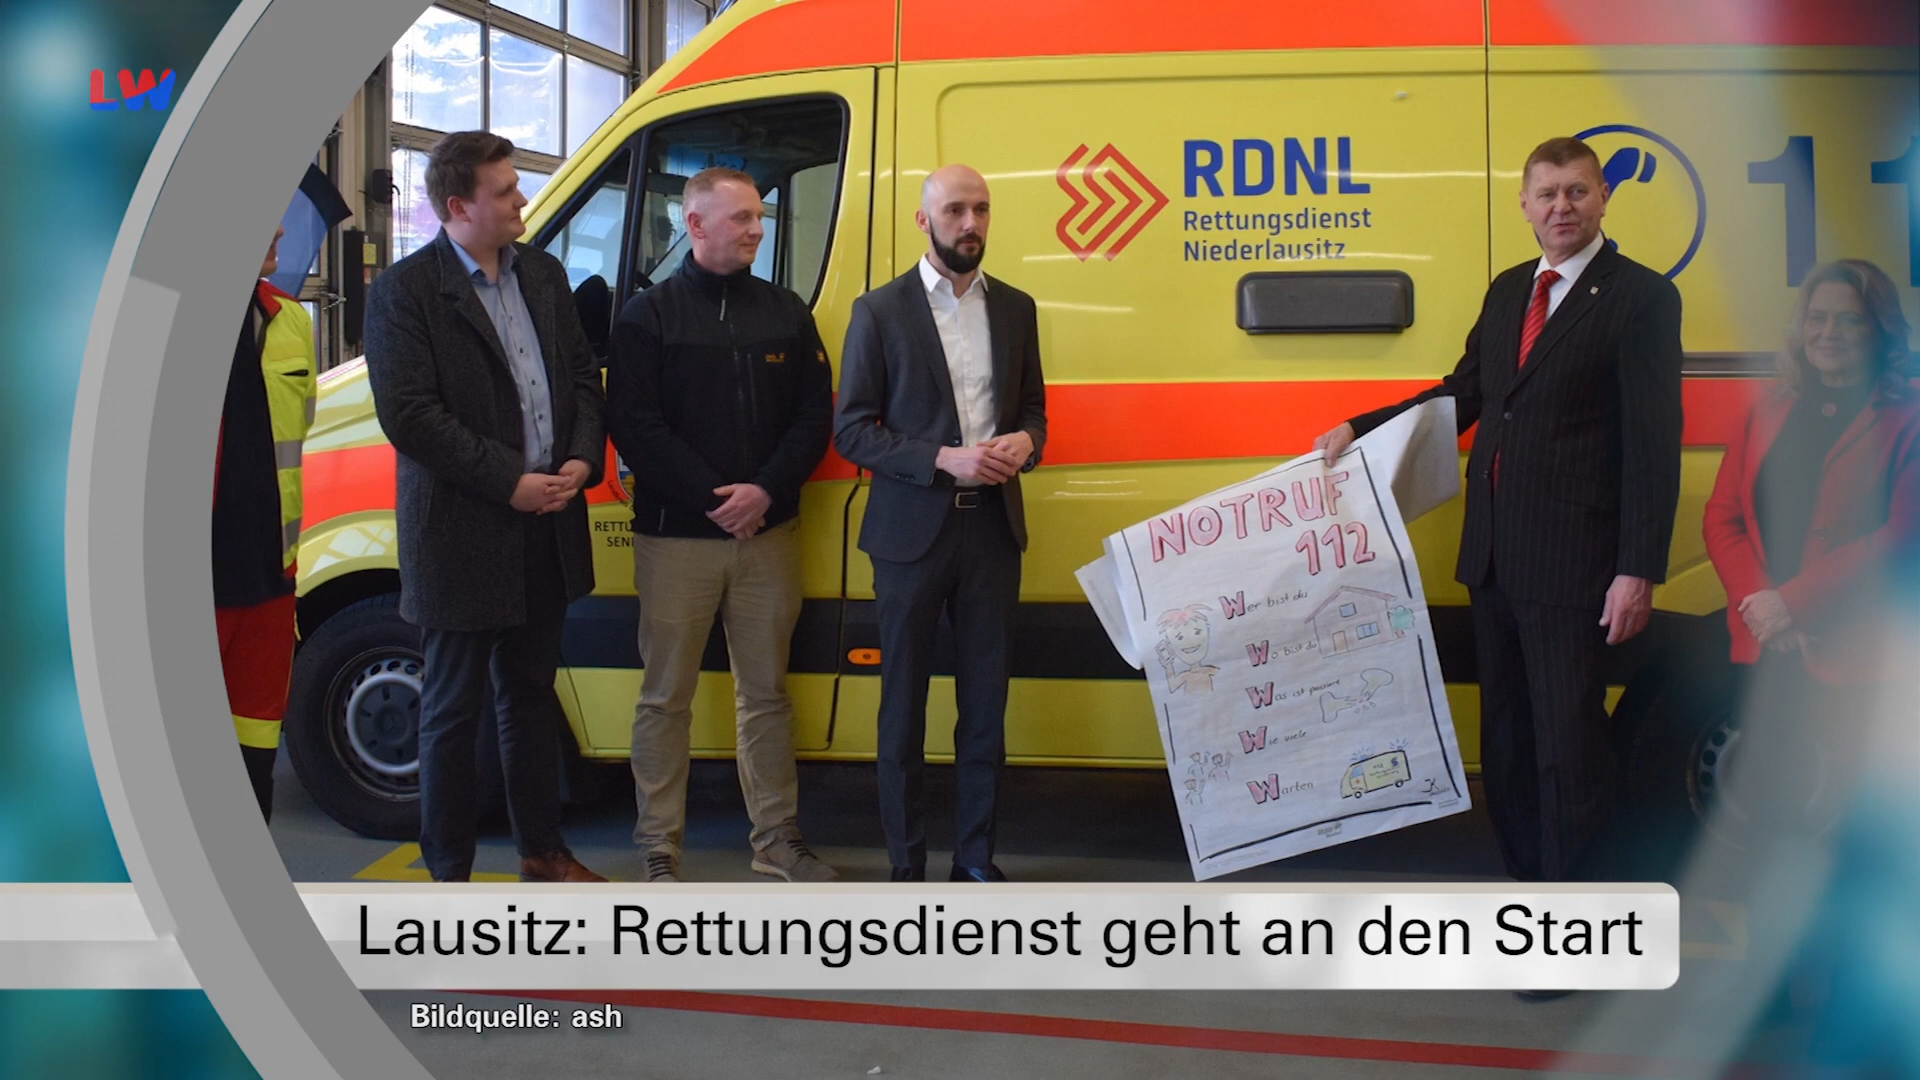 LW
RDNL
Rettungsdienst
Niederlausitz
11
NOTRUF
112
Wer bist du
Wo bist du
Was ist passiert
Wie viele
Warten
Lausitz: Rettungsdienst geht an den Start
Bildquelle: ash